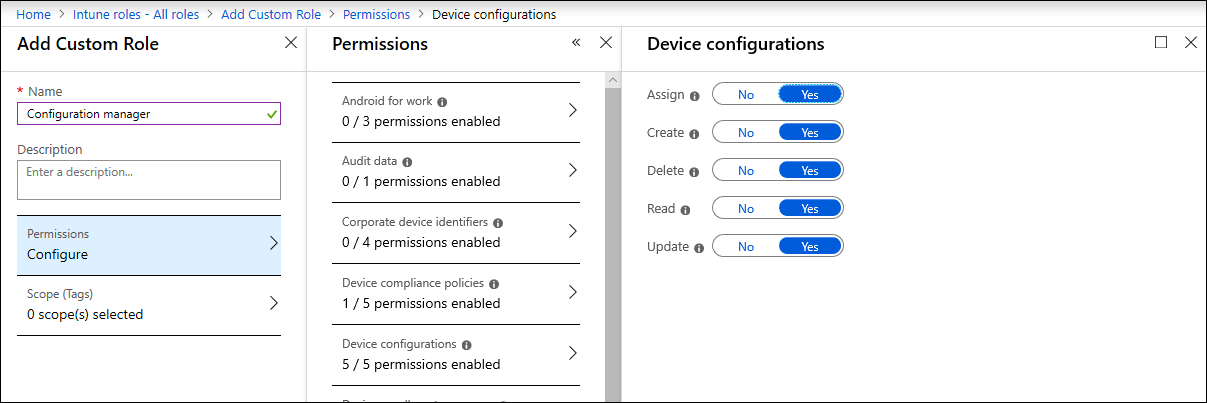 Home > Intune roles - All roles > Add Custom Role > Permissions > Device configurations
Add Custom Role
* Name
Configuration manager
Description
Enter a description...
Permissions
Configure
Scope (Tags)
0 scope(s) selected
Permissions
Android for work
0 / 3 permissions enabled
Audit data
0 / 1 permissions enabled
Corporate device identifiers
0 / 4 permissions enabled
Device compliance policies
1 / 5 permissions enabled
Device configurations
5 / 5 permissions enabled
Device configurations
Assign No Yes
Create No Yes
Delete No Yes
Read No Yes
Update No Yes